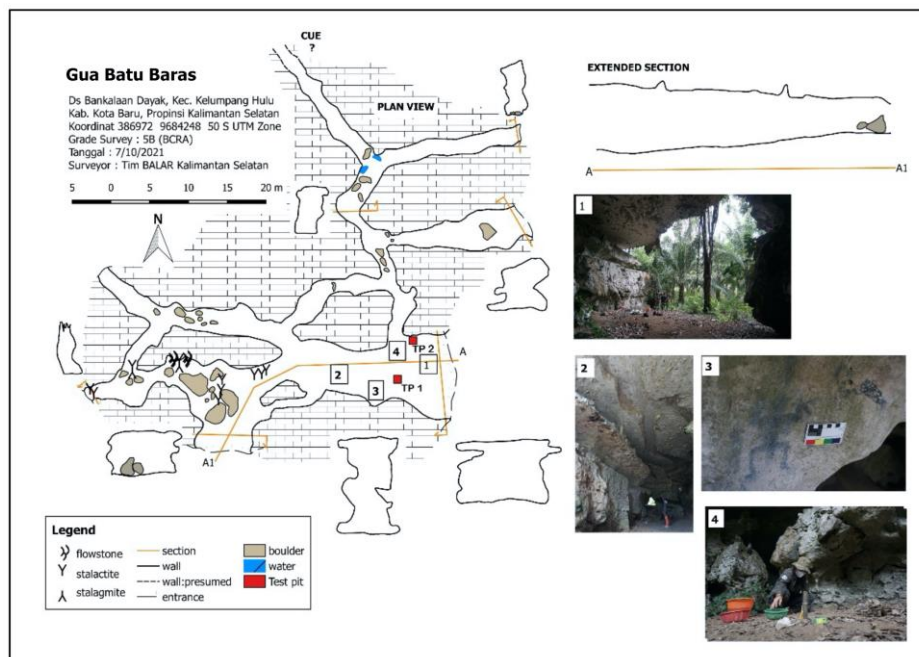 Gua Batu Baras
Ds Bankalaan Dayak, Kec. Kelumpang Hulu
Kab. Kota Baru, Propinsi Kalimantan Selatan
Koordinat 386972 9684248 50 S UTM Zone
Grade Survey : 5B (BCRA)
Tanggal : 7/10/2021
Surveyor : Tim BALAR Kalimantan Selatan
5 0 5 10 15 20 m
N
CUE
?
PLAN VIEW
TP 2
4
1
A
2
3
TP 1
A1
EXTENDED SECTION
A A1
1
2
3
4
Legend
flowstone
stalactite
stalagmite
section
wall
wall:presumed
entrance
boulder
water
Test pit